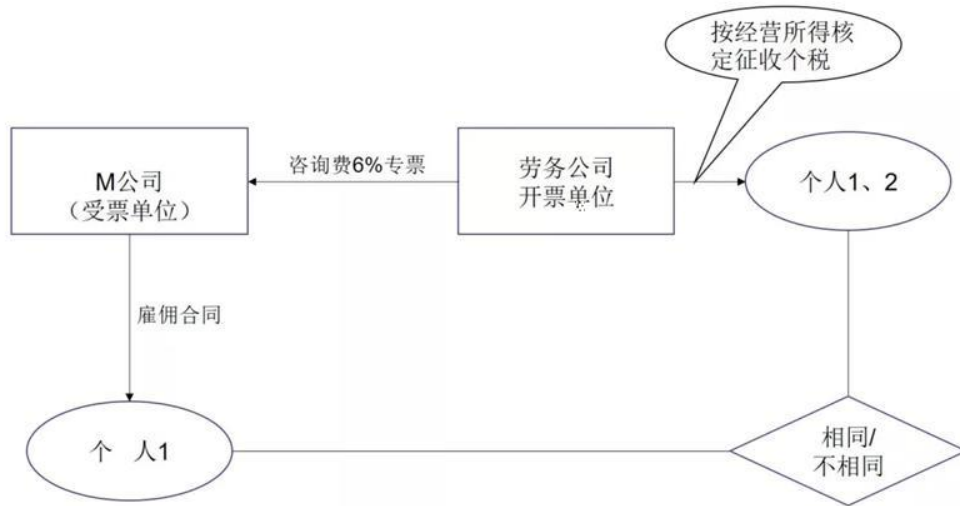 按经营所得核
定征收个税
M公司
（受票单位）
咨询费6%专票
劳务公司
开票单位
个人1、2
雇佣合同
个 人1
相同/
不相同